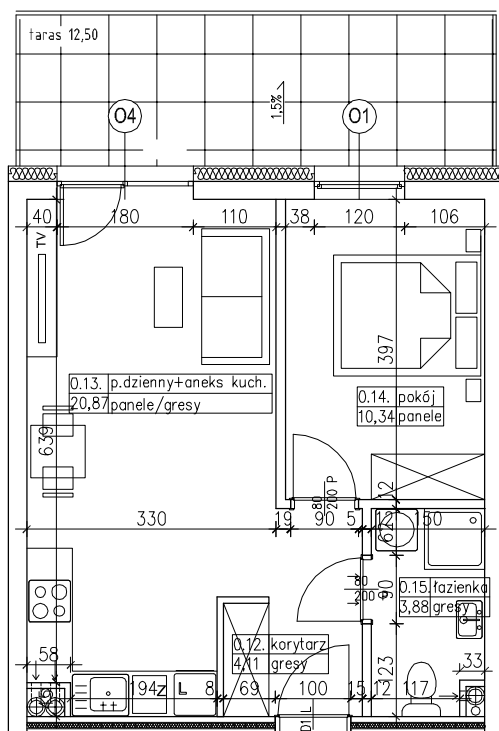 taras 12,50
1.5%
O4
O1
40
180
110
38
120
106
TV
397
0.13. p.dzienny+aneks kuch.
20,87 panele/gresy
0.14. pokój
10,34 panele
639
12
80
200 P
330
19
90
5
12
150
62
80
200 P
90
0.15. łazienka
3,88 gresy
0.12. korytarz
4,11 gresy
58
33
123
194
Z
L
8
69
100
15
12
117
D1 L